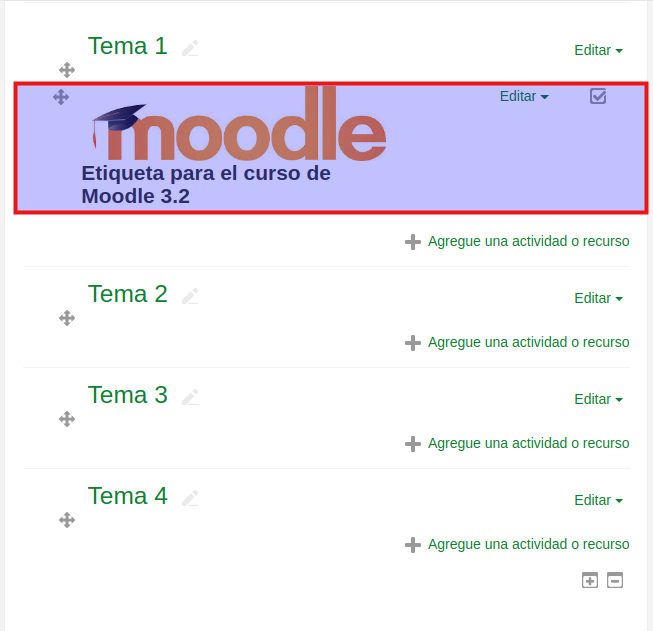 Tema 1
Editar
Editar
moodle
Etiqueta para el curso de
Moodle 3.2
Agregue una actividad o recurso
Tema 2
Editar
Agregue una actividad o recurso
Tema 3
Editar
Agregue una actividad o recurso
Tema 4
Editar
Agregue una actividad o recurso